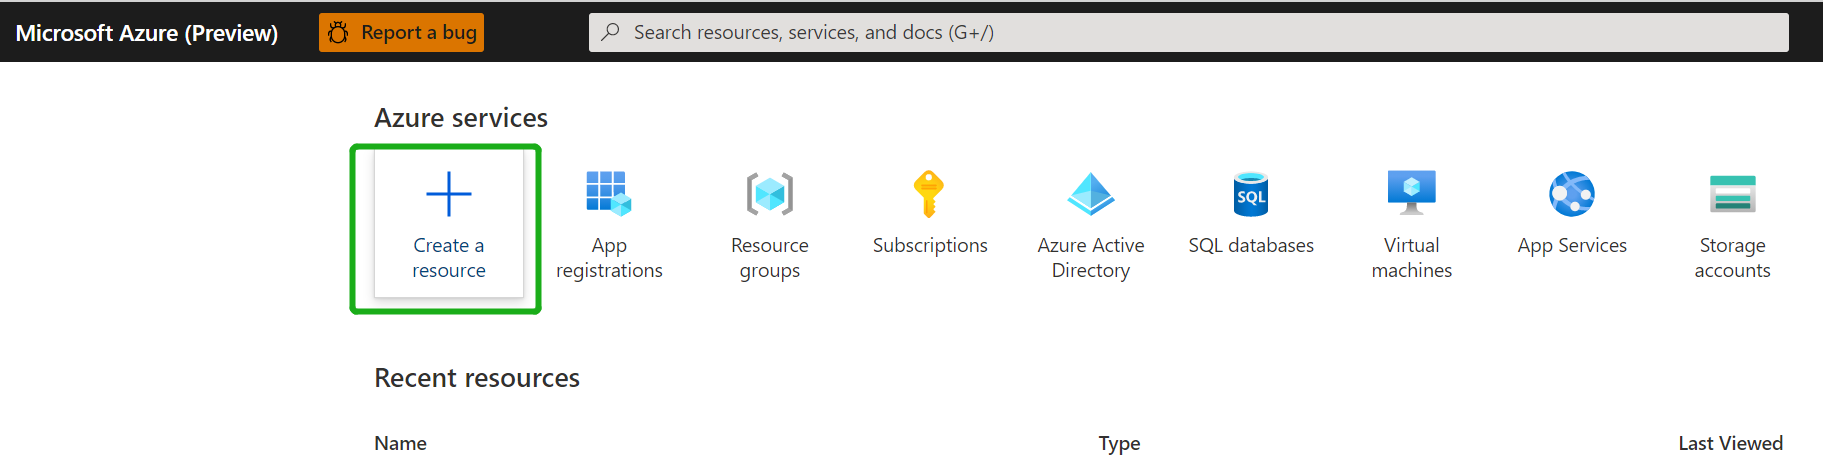 Microsoft Azure (Preview)
Report a bug
Search resources, services, and docs (G+/)
Azure services
Create a
resource
App
registrations
Resource
groups
Subscriptions
Azure Active
Directory
SQL
SQL databases
Virtual
machines
App Services
Storage
accounts
Recent resources
Name
Type
Last Viewed